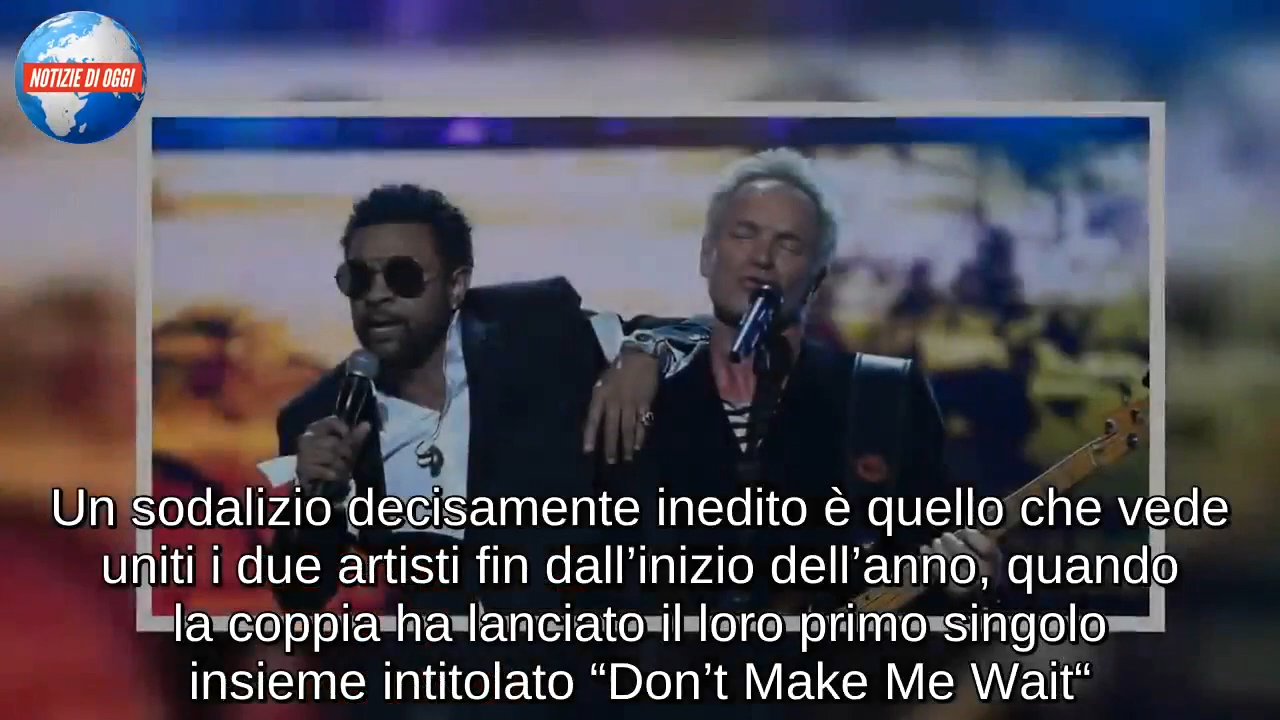 NOTIZIE DI OGGI
Un sodalizio decisamente inedito è quello che vede
uniti i due artisti fin dall’inizio dell’anno, quando
la coppia ha lanciato il loro primo singolo
insieme intitolato “Don’t Make Me Wait“